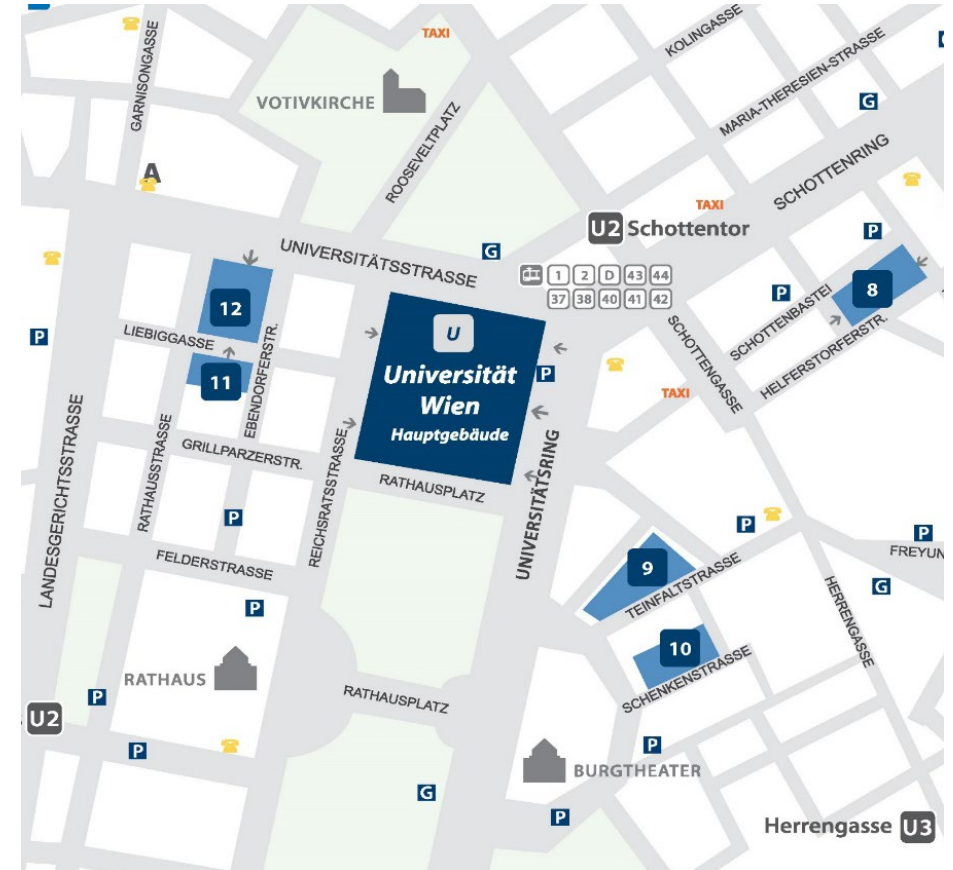 TAXI
KOLINGASSE
GARNISONGASSE
MARIA-THERESIEN-STRASSE
VOTIVKIRCHE
G
ROOSEVELTPLATZ
SCHOTTENRING
A
TAXI
U2 Schottentor
UNIVERSITÄTSSTRASSE
G
P
1 2 D 43 44
37 38 40 41 42
8
P
12
SCHOTTENBASTEI
LIEBIGGASSE
U
P
SCHOTTENGASSE
HELFERSTORFERSTR.
11
EBENDORFERSTR.
Universität
Wien
Hauptgebäude
P
TAXI
GRILLPARZERSTR.
RATHAUSSTRASSE
REICHSRATSSTRASSE
RATHAUSPLATZ
UNIVERSITÄTSRING
LANDESGERICHTSSTRASSE
P
P
P
FREYUN
FELDERSTRASSE
9
TEINFALTSTRASSE
G
P
HERRENGASSE
10
RATHAUS
SCHENKENSTRASSE
RATHAUSPLATZ
P
U2
P
P
BURGTHEATER
G
P
Herrengasse U3